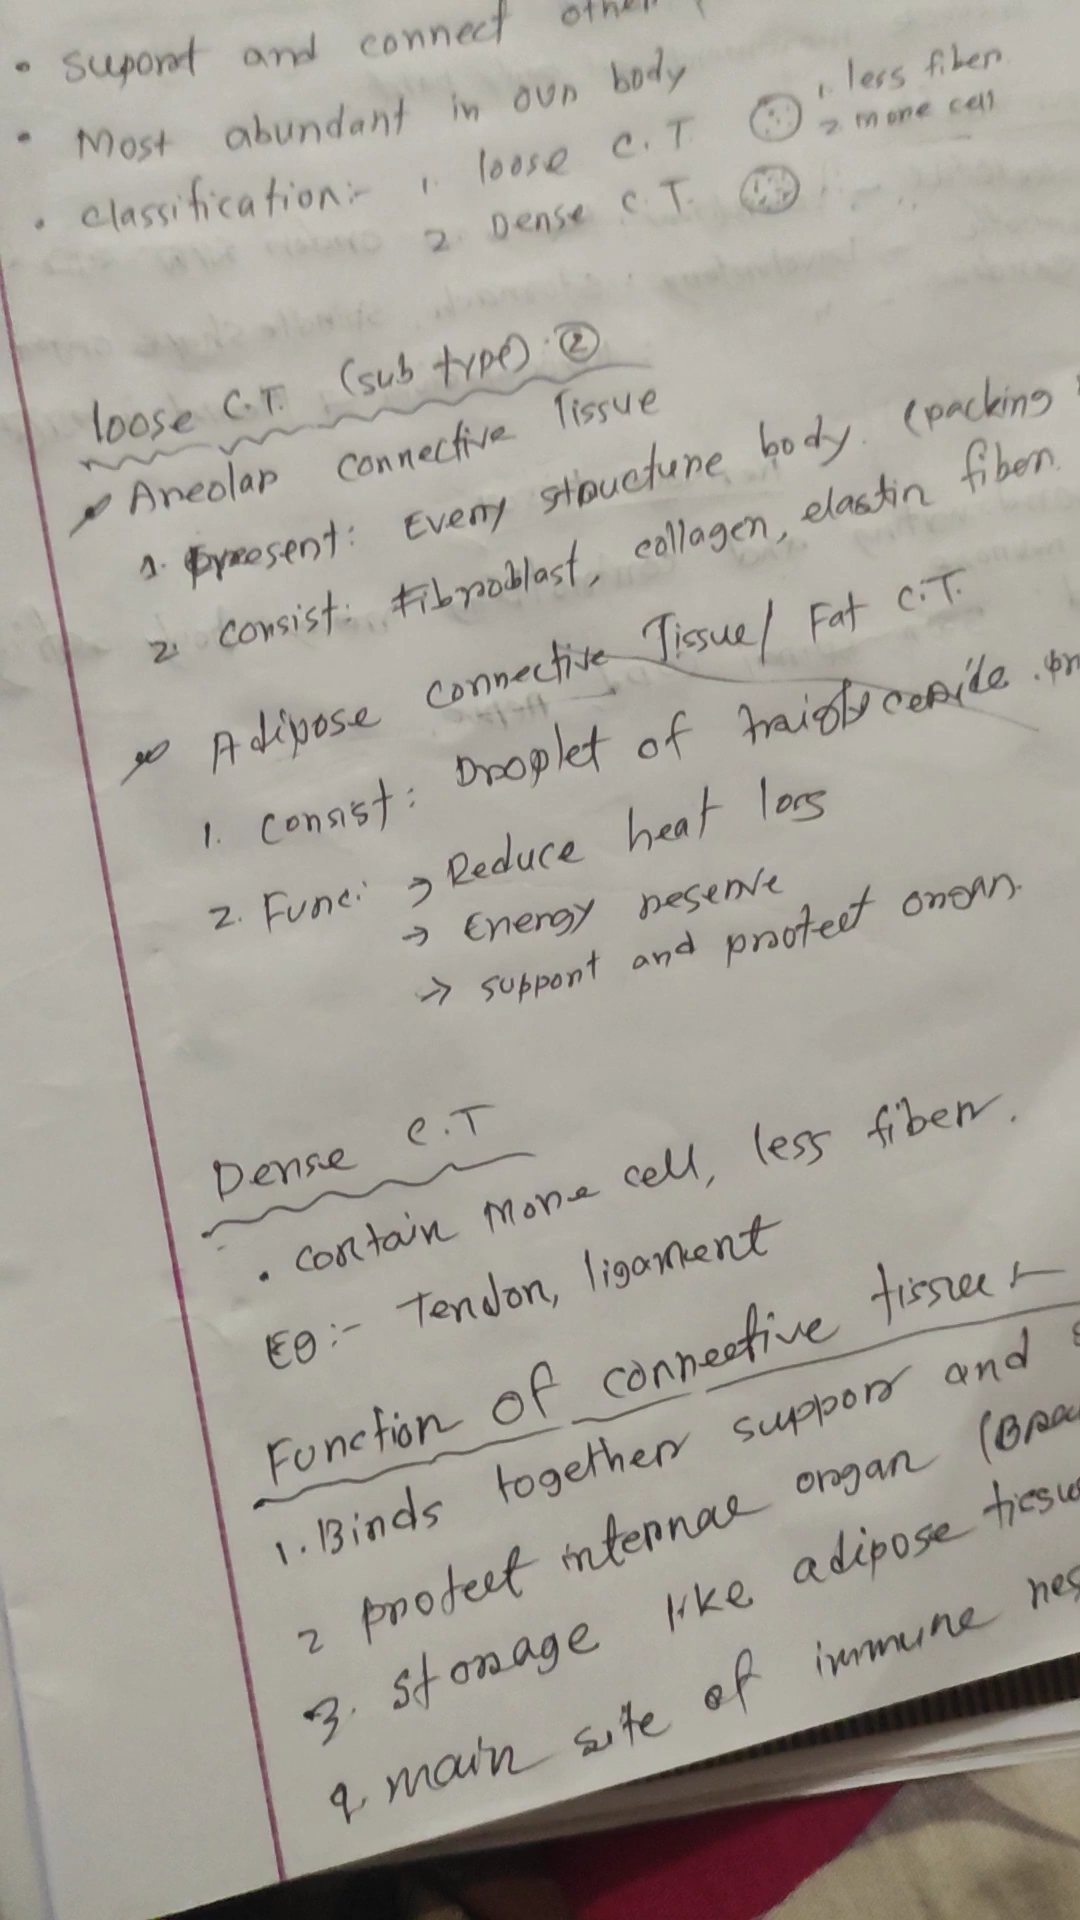 • suport and connect other
• Most abundant in our body
• classification:- 1. loose C.T. 1. less fiber
2 more cell
2. Dense C.T.
loose C.T. (sub type) ②
Areolar connective Tissue
1. Present: Every structure body. (packing
2. consist: Fibroblast, collagen, elastin fiber.
Adipose connective Tissue/ Fat C.T.
1. consist: Droplet of traiglyceride.
2. Func: → Reduce heat loss
→ Energy reserve
→ support and protect organ.
Dense C.T
• contain more cell, less fiber.
Eg:- Tendon, ligament
Function of connective tissue :-
1. Binds together support and
2 protect internal organ
3. storage like adipose
4. main site of immune